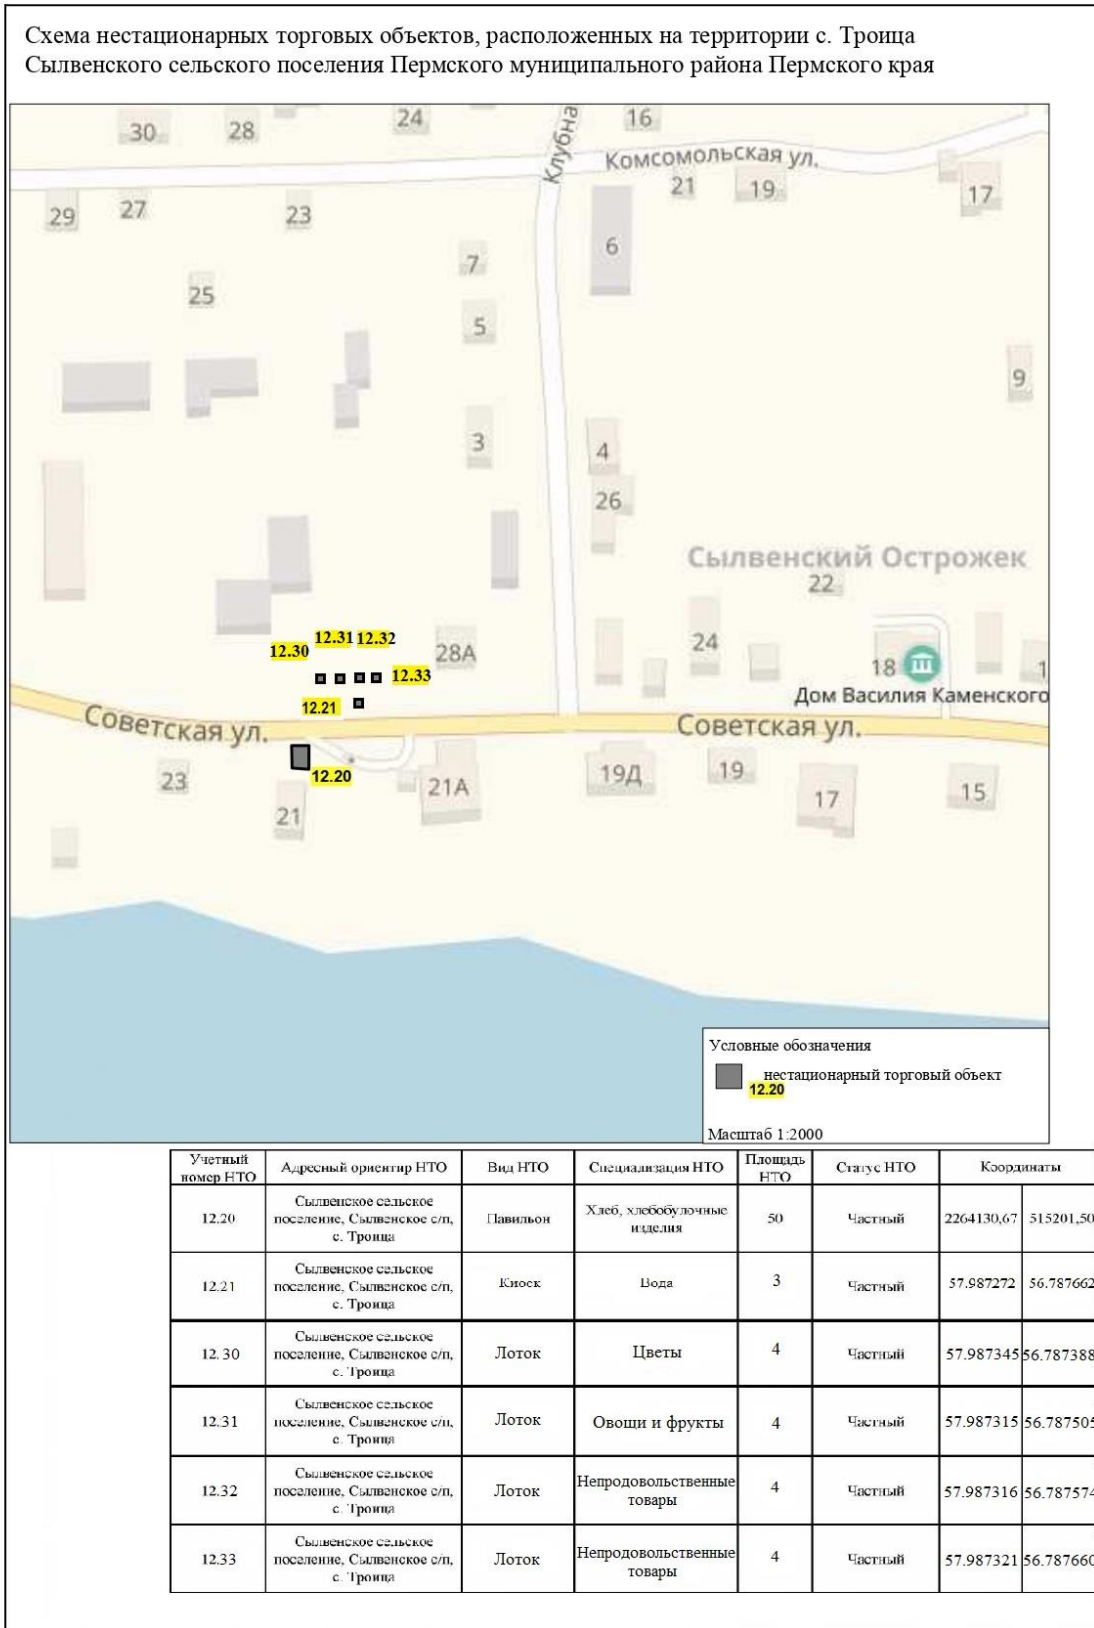 Схема нестационарных торговых объектов, расположенных на территории с. Троица
Сылвенского сельского поселения Пермского муниципального района Пермского края
30
28
24
Клубна
16
Комсомольская ул.
29
27
23
21
19
17
6
7
25
5
9
3
4
26
Сылвенский Острожек
22
12.31 12.32
12.30
28А
24
12.33
18
1
12.21
Дом Василия Каменского
Советская ул.
Советская ул.
12.20
23
21
21А
19Д
19
17
15
Условные обозначения
нестационарный торговый объект
12.20
Масштаб 1:2000
Учетный номер НТО Адресный ориентир НТО Вид НТО Специализация НТО Площадь НТО Статус НТО Координаты
12.20 Сылвенское сельское поселение, Сылвенское с/п, с. Троица Павильон Хлеб, хлебобулочные изделия 50 Частный 2264130,67 515201,50
12.21 Сылвенское сельское поселение, Сылвенское с/п, с. Троица Киоск Вода 3 Частный 57.987272 56.787662
12.30 Сылвенское сельское поселение, Сылвенское с/п, с. Троица Лоток Цветы 4 Частный 57.987345 56.787388
12.31 Сылвенское сельское поселение, Сылвенское с/п, с. Троица Лоток Овощи и фрукты 4 Частный 57.987315 56.787505
12.32 Сылвенское сельское поселение, Сылвенское с/п, с. Троица Лоток Непродовольственные товары 4 Частный 57.987316 56.787574
12.33 Сылвенское сельское поселение, Сылвенское с/п, с. Троица Лоток Непродовольственные товары 4 Частный 57.987321 56.787660